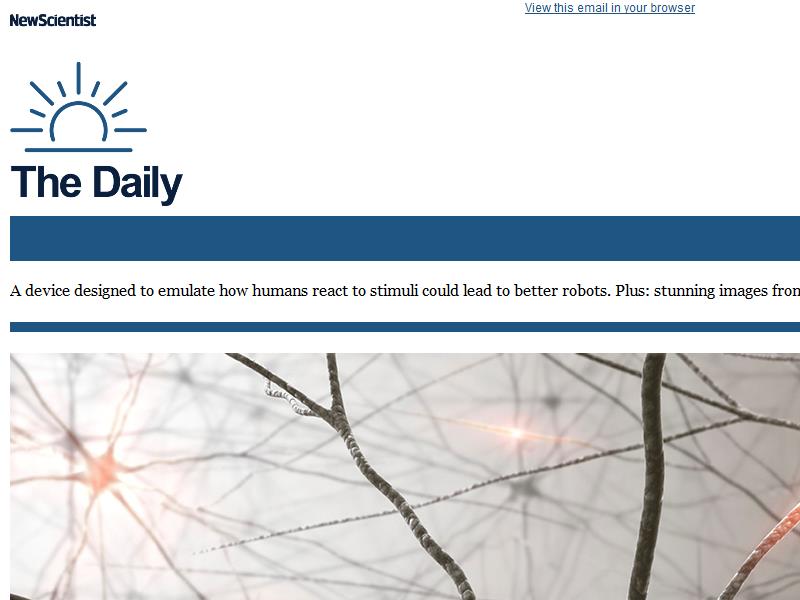 NewScientist
View this email in your browser
The Daily
A device designed to emulate how humans react to stimuli could lead to better robots. Plus: stunning images from